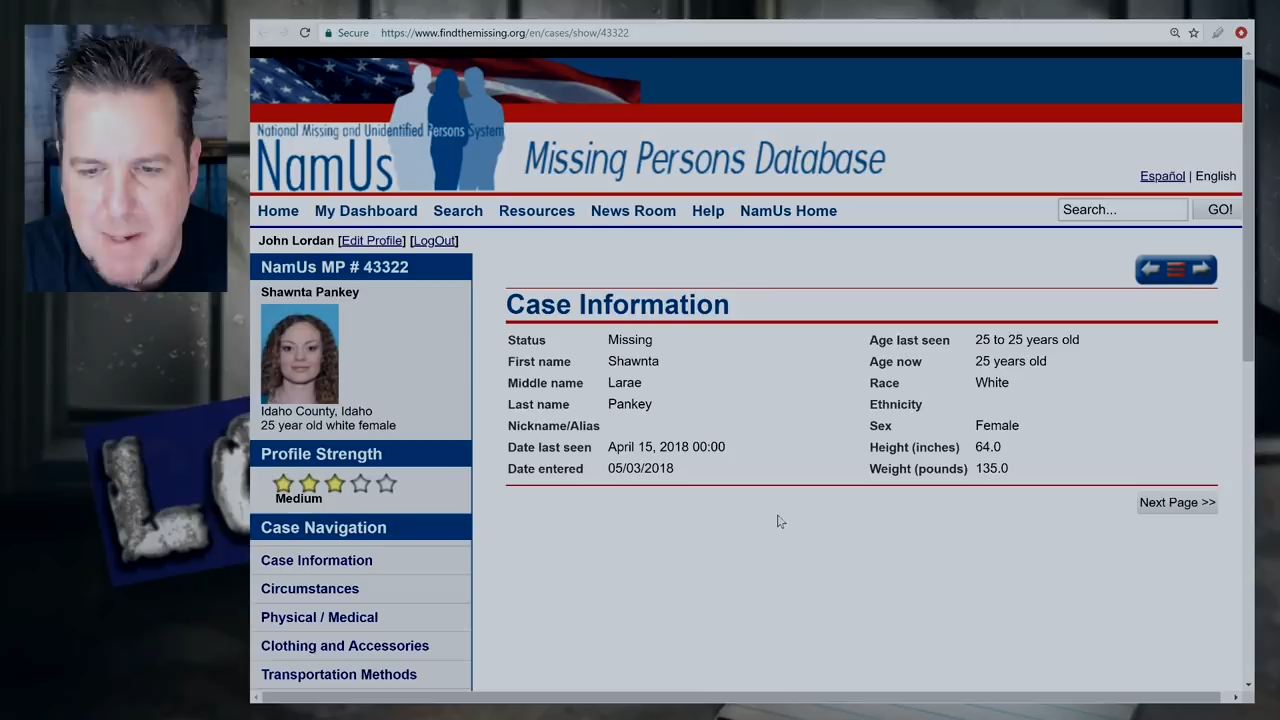 Secure
https://www.findthemissing.org/en/cases/show/43322
National Missing and Unidentified Persons System
NamUs
Missing Persons Database
Español | English
Home
My Dashboard
Search
Resources
News Room
Help
NamUs Home
Search...
GO!
John Lordan [Edit Profile] [LogOut]
NamUs MP # 43322
Shawnta Pankey
Idaho County, Idaho
25 year old white female
Profile Strength
Medium
Case Navigation
Case Information
Circumstances
Physical / Medical
Clothing and Accessories
Transportation Methods
Case Information
Status Missing
First name Shawnta
Middle name Larae
Last name Pankey
Nickname/Alias
Date last seen April 15, 2018 00:00
Date entered 05/03/2018
Age last seen 25 to 25 years old
Age now 25 years old
Race White
Ethnicity
Sex Female
Height (inches) 64.0
Weight (pounds) 135.0
Next Page >>